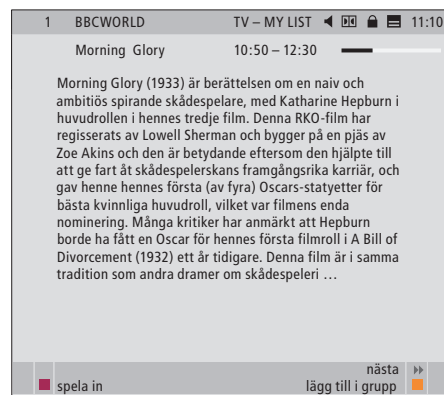 1 BBCWORLD TV – MY LIST 11:10
Morning Glory 10:50 – 12:30
Morning Glory (1933) är berättelsen om en naiv och
ambitiös spirande skådespelare, med Katharine Hepburn i
huvudrollen i hennes tredje film. Denna RKO-film har
regisserats av Lowell Sherman och bygger på en pjäs av
Zoe Akins och den är betydande eftersom den hjälpte till
att ge fart åt skådespelerskans framgångsrika karriär, och
gav henne hennes första (av fyra) Oscars-statyetter för
bästa kvinnliga huvudroll, vilket var filmens enda
nominering. Många kritiker har anmärkt att Hepburn
borde ha fått en Oscar för hennes första filmroll i A Bill of
Divorcement (1932) ett år tidigare. Denna film är i samma
tradition som andra dramer om skådespeleri …
nästa
spela in lägg till i grupp